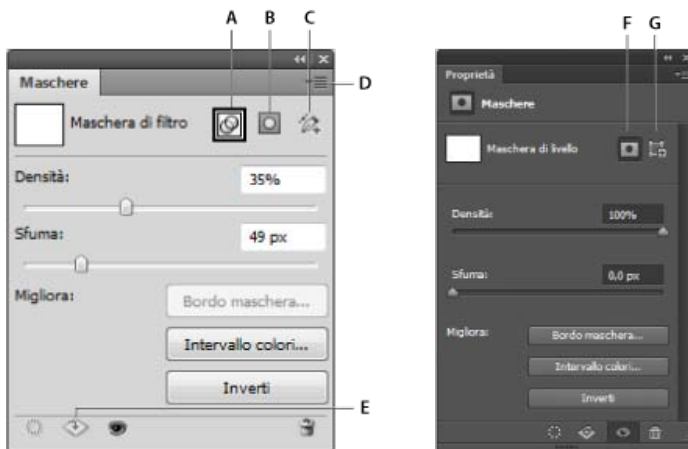 A B C
Maschere
D
Maschera di filtro
Densità: 35%
Sfuma: 49 px
Migliora: Bordo maschera...
Intervallo colori...
Inverti
E
F G
Proprietà
Maschere
Maschera di livello
Densità: 100%
Sfuma: 0,0 px
Migliora: Bordo maschera...
Intervallo colori...
Inverti